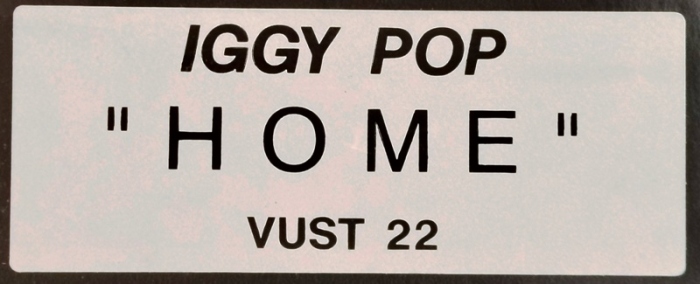 IGGY POP
"HOME"
VUST 22